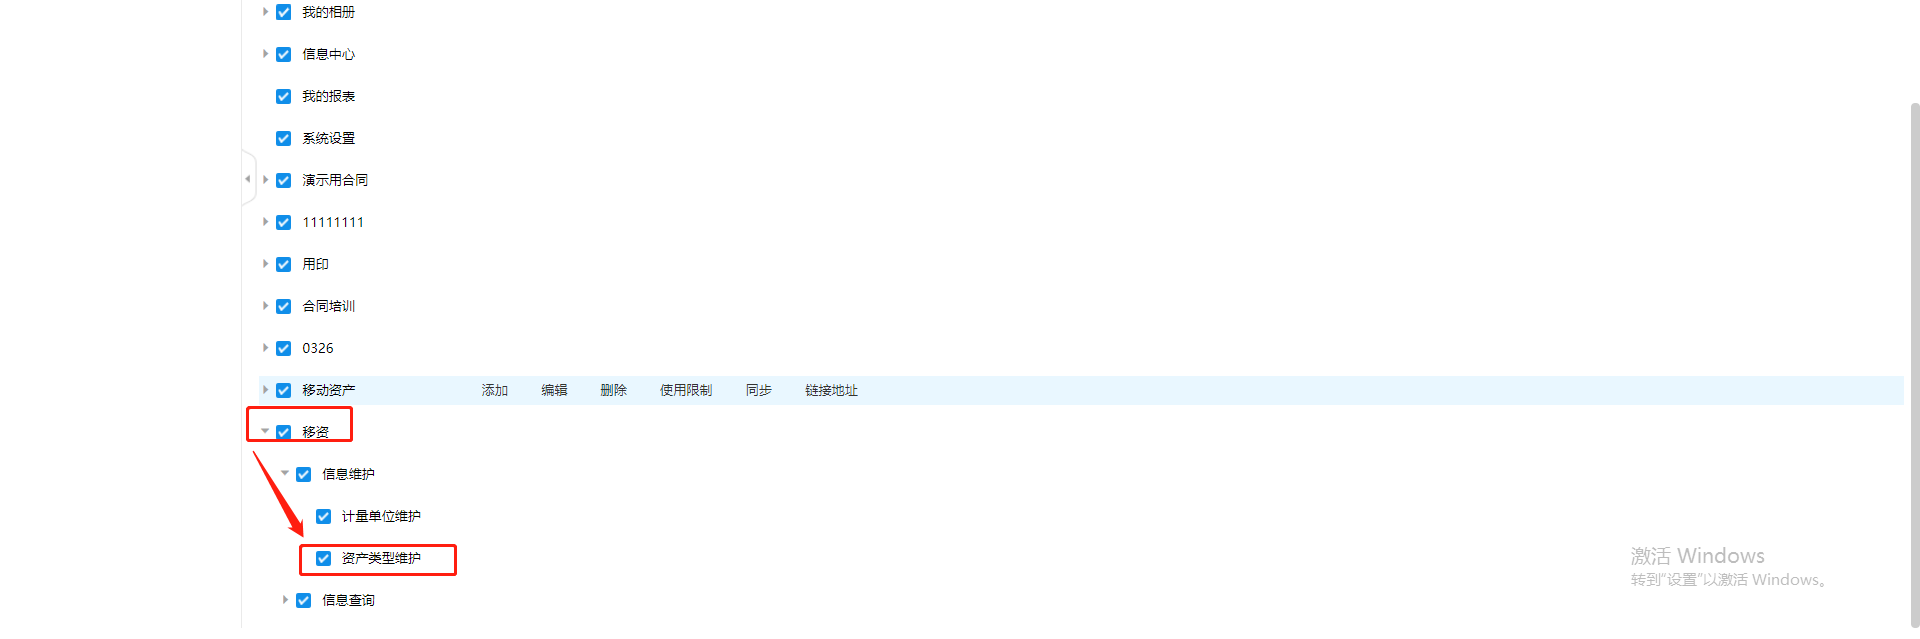 我的相册
信息中心
我的报表
系统设置
演示用合同
11111111
用印
合同培训
0326
移动资产 添加 编辑 删除 使用限制 同步 链接地址
移资
信息维护
计量单位维护
资产类型维护
信息查询
激活 Windows
转到“设置”以激活 Windows。